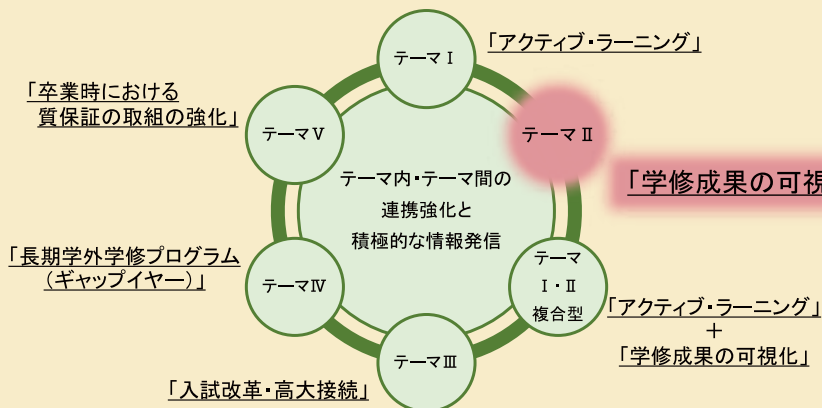 テーマⅠ
「アクティブ・ラーニング」
テーマⅡ
「学修成果の可視
テーマ
Ⅰ・Ⅱ
複合型
「アクティブ・ラーニング」
+
「学修成果の可視化」
テーマⅢ
「入試改革・高大接続」
テーマⅣ
「長期学外学修プログラム
(ギャップイヤー)」
テーマⅤ
「卒業時における
質保証の取組の強化」
テーマ内・テーマ間の
連携強化と
積極的な情報発信